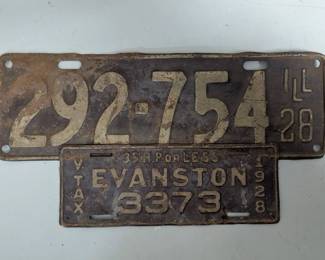 292-754 ILL 28
35 H.P. OR LESS
V TAX EVANSTON 1928
3373